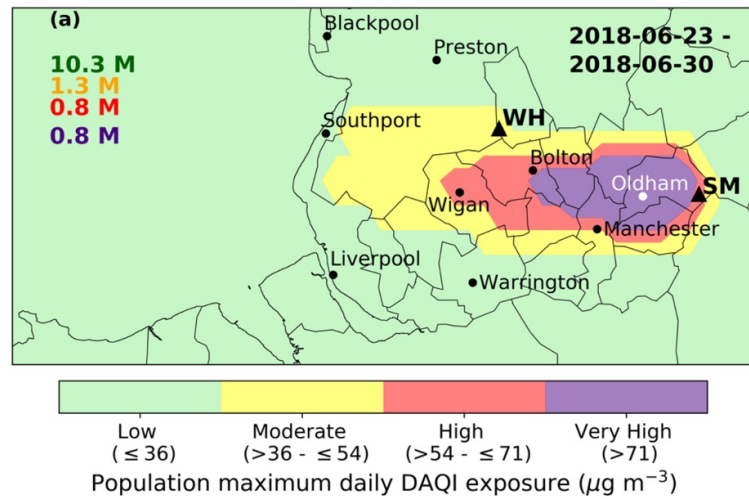 (a)
Blackpool
2018-06-23 -
2018-06-30
Preston
10.3 M
1.3 M
0.8 M
0.8 M
Southport
WH
Bolton
Oldham
SM
Wigan
Manchester
Liverpool
Warrington
Low
(≤36)
Moderate
(>36 - ≤54)
High
(>54 - ≤71)
Very High
(>71)
Population maximum daily DAQI exposure (μg m⁻³)